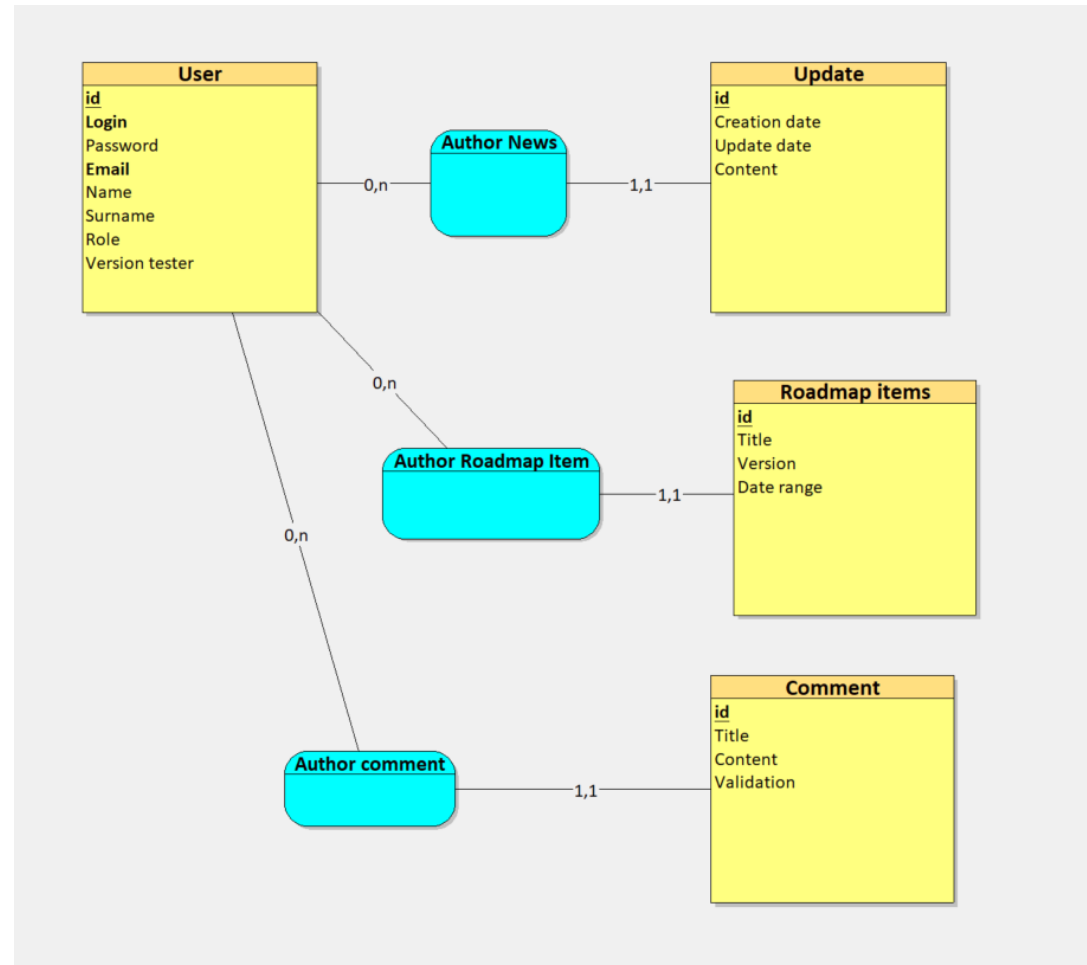 User
id
Login
Password
Email
Name
Surname
Role
Version tester
0,n
Author News
1,1
Update
id
Creation date
Update date
Content
0,n
Author Roadmap Item
1,1
Roadmap items
id
Title
Version
Date range
0,n
Author comment
1,1
Comment
id
Title
Content
Validation